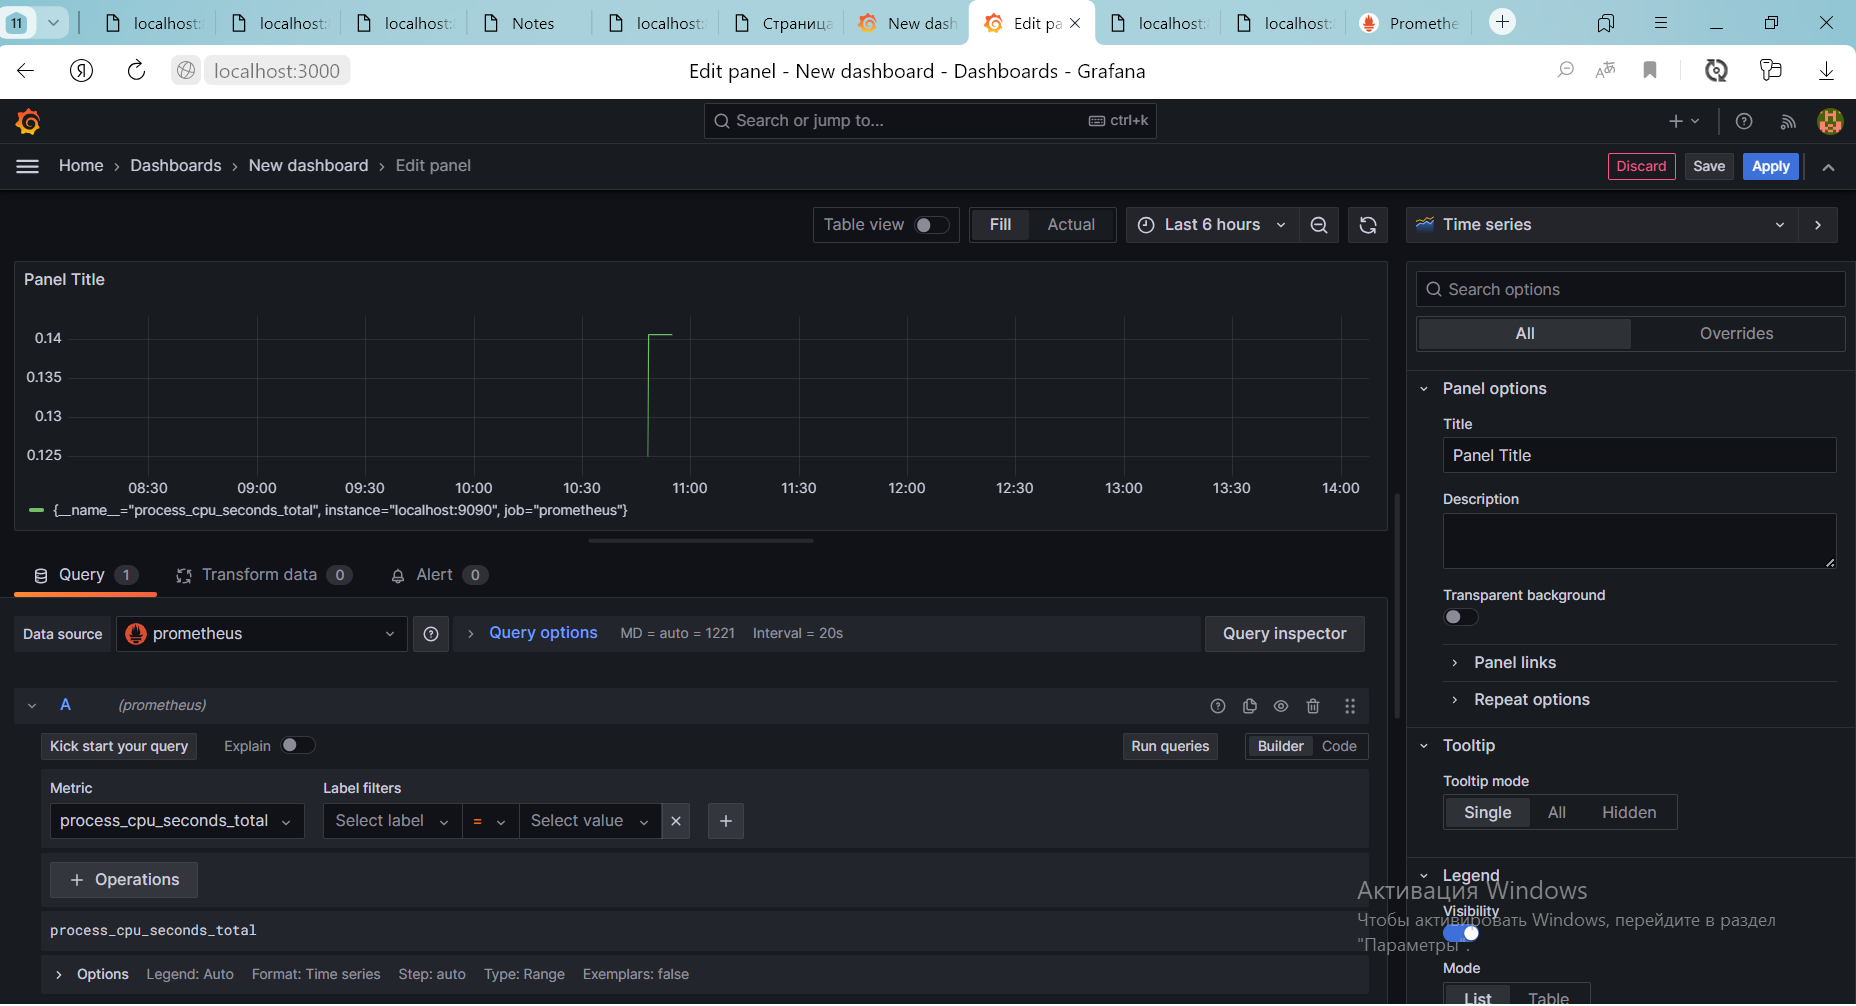 11 localhost: localhost: localhost: Notes localhost: Страница New dash Edit pa localhost: localhost: Promethe
Я localhost:3000 Edit panel - New dashboard - Dashboards - Grafana
Search or jump to... ctrl+k
Home › Dashboards › New dashboard › Edit panel Discard Save Apply
Table view Fill Actual Last 6 hours Time series
Panel Title
Search options
All Overrides
0.14
0.135
0.13
0.125
08:30 09:00 09:30 10:00 10:30 11:00 11:30 12:00 12:30 13:00 13:30 14:00
{__name__="process_cpu_seconds_total", instance="localhost:9090", job="prometheus"}
Panel options
Title
Panel Title
Description
Transparent background
Panel links
Repeat options
Query 1 Transform data 0 Alert 0
Data source prometheus Query options MD = auto = 1221 Interval = 20s Query inspector
A (prometheus)
Kick start your query Explain Run queries Builder Code
Metric Label filters
process_cpu_seconds_total Select label = Select value
+ Operations
process_cpu_seconds_total
Options Legend: Auto Format: Time series Step: auto Type: Range Exemplars: false
Tooltip
Tooltip mode
Single All Hidden
Legend
Visibility
Mode
List Table
Активация Windows
Чтобы активировать Windows, перейдите в раздел
"Параметры".